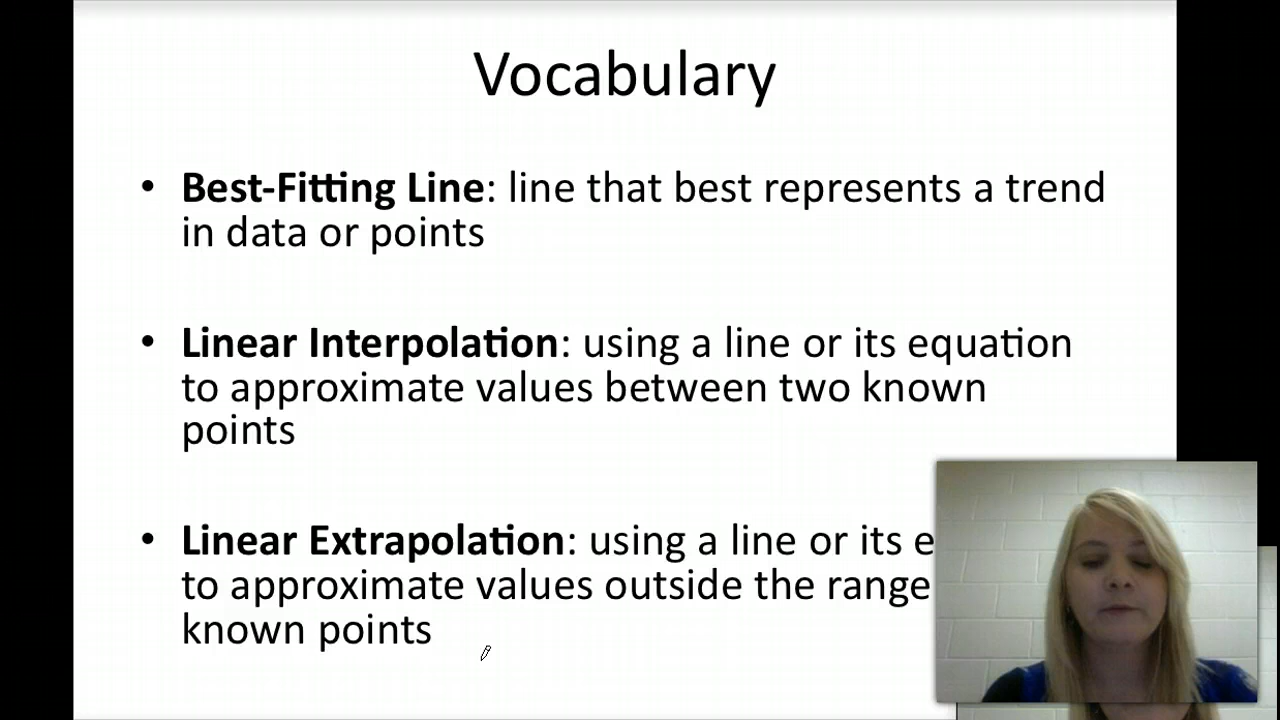 Vocabulary
• Best-Fitting Line: line that best represents a trend
in data or points
• Linear Interpolation: using a line or its equation
to approximate values between two known
points
• Linear Extrapolation: using a line or its
to approximate values outside the range
known points